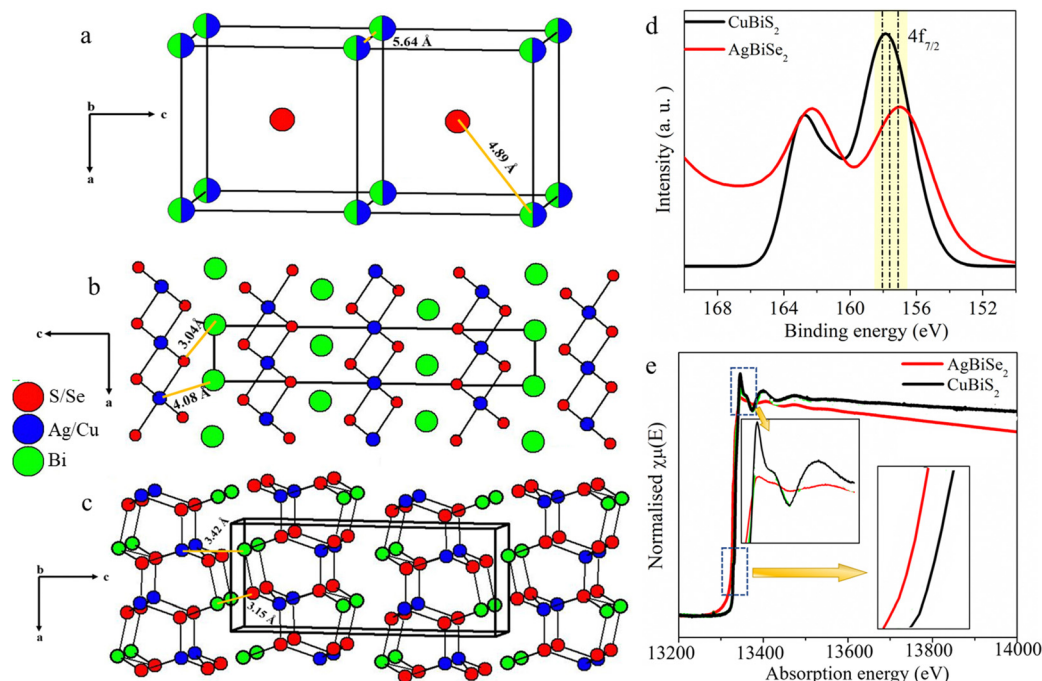 a
5.64 Å
4.89 Å
b
c
a
b
3.04Å
4.08 Å
c
a
S/Se
Ag/Cu
Bi
c
3.42 Å
3.15 Å
b
c
a
d
CuBiS₂
AgBiSe₂
4f₇/₂
Intensity (a. u. )
168 164 160 156 152
Binding energy (eV)
e
AgBiSe₂
CuBiS₂
Normalised χμ(E)
13200 13400 13600 13800 14000
Absorption energy (eV)